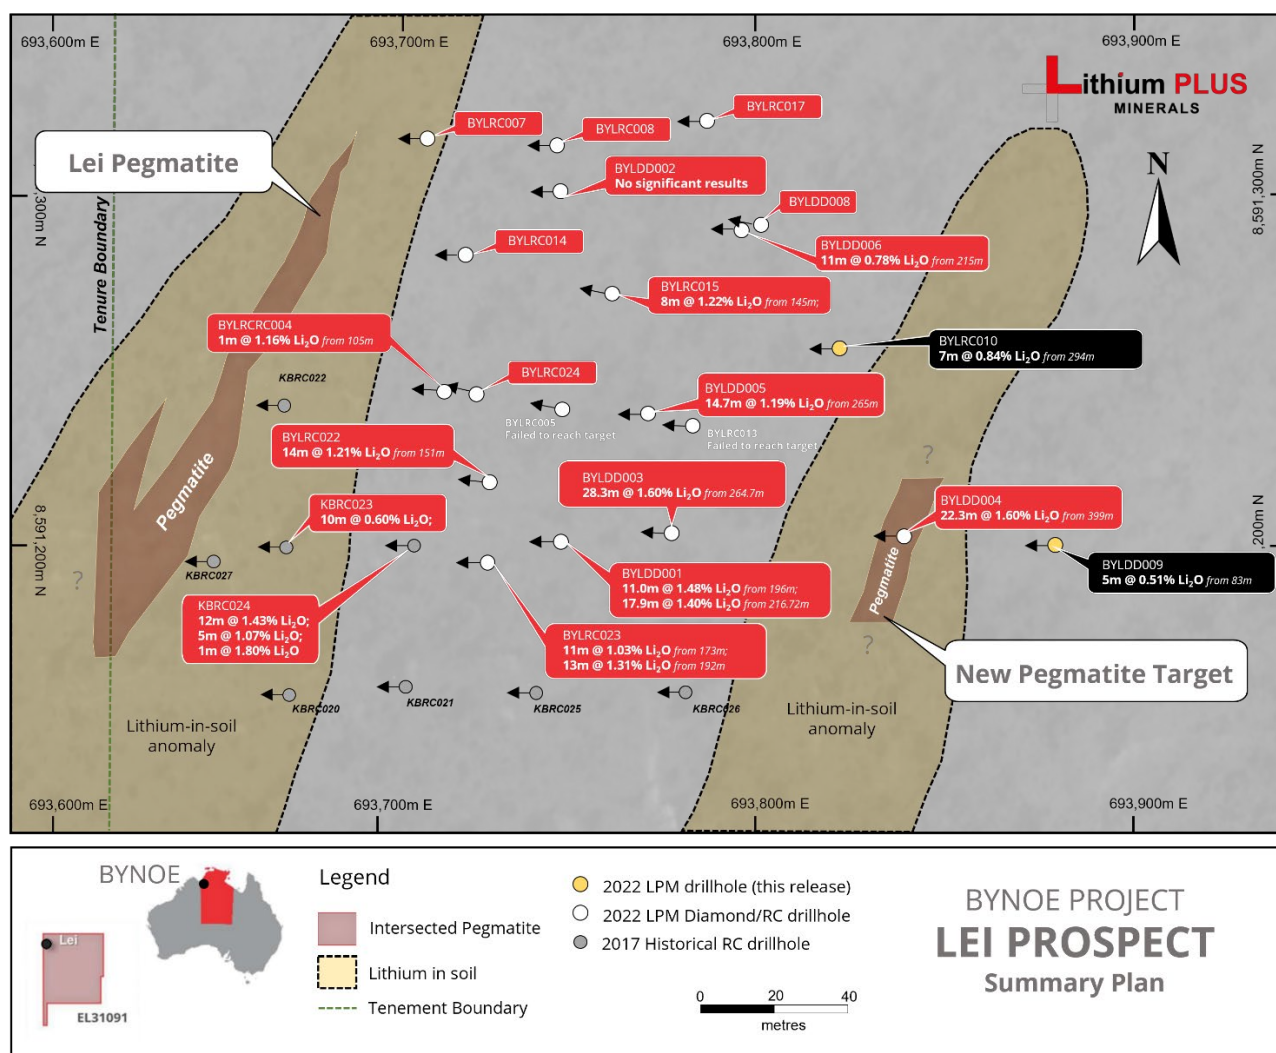 693,600m E
693,700m E
693,800m E
693,900m E
Lithium PLUS
MINERALS
N
Lei Pegmatite
BYLRC007
BYLRC008
BYLRC017
BYLDD002
No significant results
BYLDD008
BYLRC014
BYLDD006
11m @ 0.78% Li2O from 215m
,300m N
8,591,300m N
Tenure Boundary
BYLRC015
8m @ 1.22% Li2O from 145m;
BYLRCRC004
1m @ 1.16% Li2O from 105m
BYLRC010
7m @ 0.84% Li2O from 294m
KBRC022
BYLRC024
BYLDD005
14.7m @ 1.19% Li2O from 265m
BYLRC005
Failed to reach target
BYLRC013
Failed to reach target
BYLRC022
14m @ 1.21% Li2O from 151m
?
BYLDD003
28.3m @ 1.60% Li2O from 264.7m
BYLDD004
22.3m @ 1.60% Li2O from 399m
Pegmatite
KBRC023
10m @ 0.60% Li2O;
8,591,200m N
,200m N
KBRC027
?
BYLDD001
11.0m @ 1.48% Li2O from 196m;
17.9m @ 1.40% Li2O from 216.72m
Pegmatite
BYLDD009
5m @ 0.51% Li2O from 83m
KBRC024
12m @ 1.43% Li2O;
5m @ 1.07% Li2O;
1m @ 1.80% Li2O
BYLRC023
11m @ 1.03% Li2O from 173m;
13m @ 1.31% Li2O from 192m
?
New Pegmatite Target
KBRC020
KBRC021
KBRC025
KBRC026
Lithium-in-soil
anomaly
Lithium-in-soil
anomaly
693,600m E
693,700m E
693,800m E
693,900m E
BYNOE
Lei
EL31091
Legend
Intersected Pegmatite
Lithium in soil
Tenement Boundary
2022 LPM drillhole (this release)
2022 LPM Diamond/RC drillhole
2017 Historical RC drillhole
0 20 40
metres
BYNOE PROJECT
LEI PROSPECT
Summary Plan